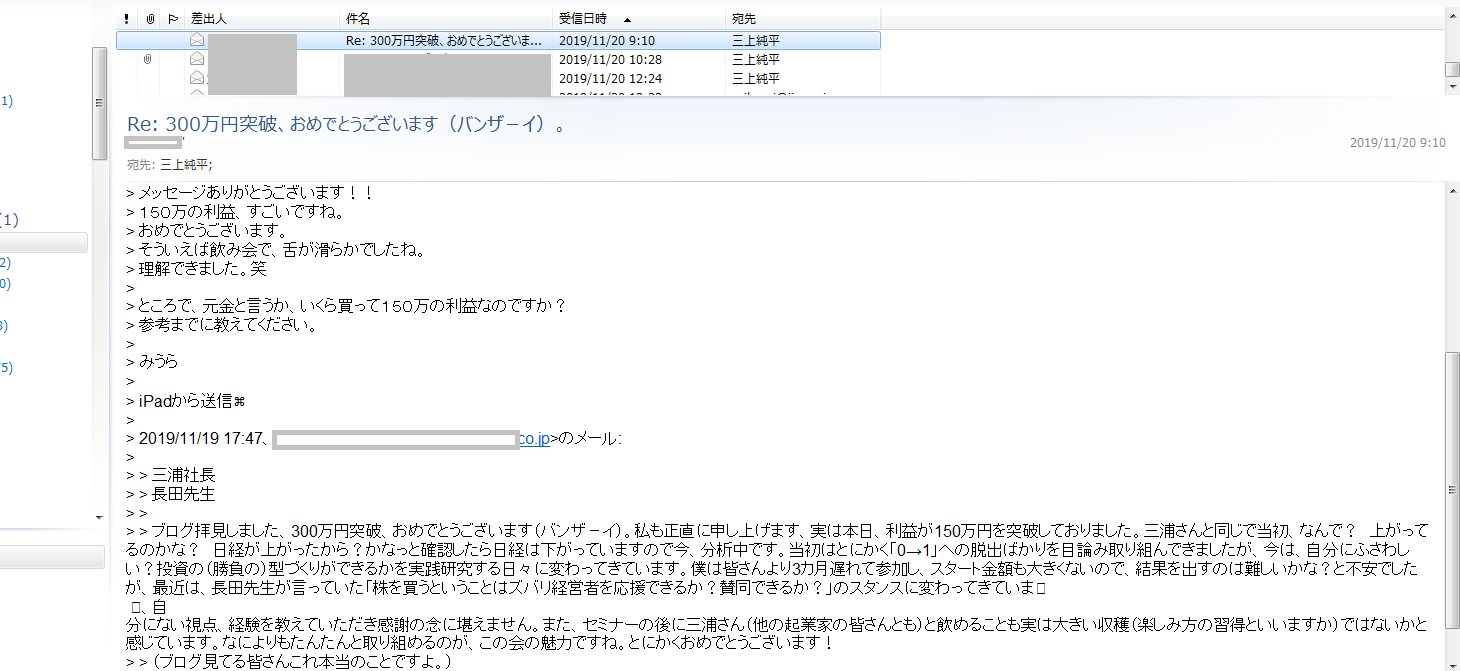 差出人 件名 受信日時 宛先
Re: 300万円突破、おめでとうございま... 2019/11/20 9:10 三上純平
2019/11/20 10:28 三上純平
2019/11/20 12:24 三上純平
1)
(1)
2)
0)
3)
5)
Re: 300万円突破、おめでとうございます（バンザーイ）。
2019/11/20 9:10
宛先: 三上純平;
> メッセージありがとうございます！！
> １５０万の利益、すごいですね。
> おめでとうございます。
> そういえば飲み会で、舌が滑らかでしたね。
> 理解できました。笑
>
> ところで、元金と言うか、いくら買って１５０万の利益なのですか？
> 参考までに教えてください。
>
> みうら
>
> iPadから送信⌘
>
> 2019/11/19 17:47、
co.jp>のメール:
>
> > 三浦社長
> > 長田先生
> >
> > ブログ拝見しました、300万円突破、おめでとうございます（バンザーイ）。私も正直に申し上げます、実は本日、利益が150万円を突破しておりました。三浦さんと同じで当初、なんで？　上がって
るのかな？　日経が上がったから？かなっと確認したら日経は下がっていますので今、分析中です。当初はとにかく「0→1」への脱出ばかりを目論み取り組んできましたが、今は、自分にふさわし
い？投資の（勝負の）型づくりができるかを実践研究する日々に変わってきています。僕は皆さんより3カ月遅れて参加し、スタート金額も大きくないので、結果を出すのは難しいかな？と不安でした
が、最近は、長田先生が言っていた「株を買うということはズバリ経営者を応援できるか？賛同できるか？」のスタンスに変わってきていま□
□、自
分にない視点、経験を教えていただき感謝の念に堪えません。また、セミナーの後に三浦さん（他の起業家の皆さんとも）と飲めることも実は大きい収穫（楽しみ方の習得といいますか）ではないかと
感じています。なによりもたんたんと取り組めるのが、この会の魅力ですね。とにかくおめでとうございます！
> > （ブログ見てる皆さんこれ本当のことですよ。）